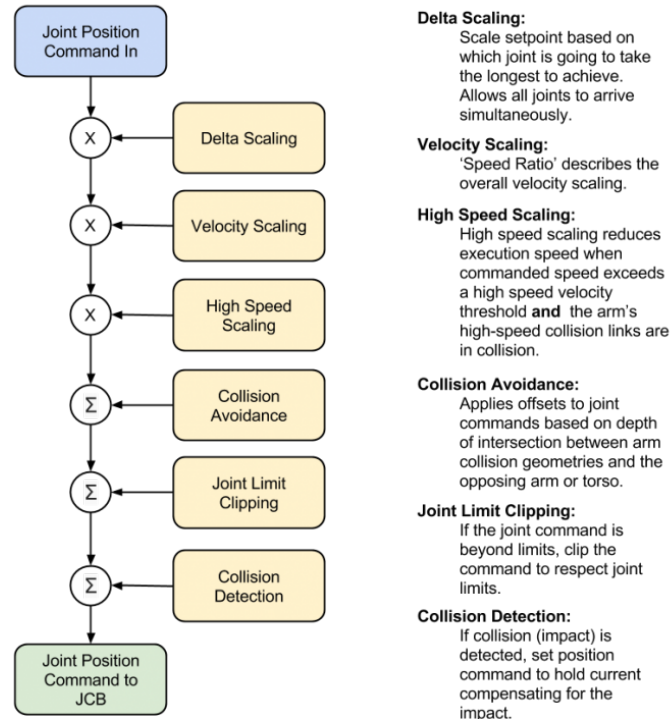 Joint Position
Command In
X
Delta Scaling
X
Velocity Scaling
X
High Speed
Scaling
Σ
Collision
Avoidance
Σ
Joint Limit
Clipping
Σ
Collision
Detection
Joint Position
Command to
JCB
Delta Scaling:
Scale setpoint based on
which joint is going to take
the longest to achieve.
Allows all joints to arrive
simultaneously.
Velocity Scaling:
‘Speed Ratio’ describes the
overall velocity scaling.
High Speed Scaling:
High speed scaling reduces
execution speed when
commanded speed exceeds
a high speed velocity
threshold and the arm’s
high-speed collision links are
in collision.
Collision Avoidance:
Applies offsets to joint
commands based on depth
of intersection between arm
collision geometries and the
opposing arm or torso.
Joint Limit Clipping:
If the joint command is
beyond limits, clip the
command to respect joint
limits.
Collision Detection:
If collision (impact) is
detected, set position
command to hold current
compensating for the
impact.